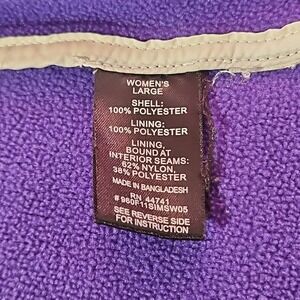 WOMEN'S
LARGE
SHELL:
100% POLYESTER
LINING:
100% POLYESTER
LINING,
BOUND AT
INTERIOR SEAMS:
62% NYLON,
38% POLYESTER
MADE IN BANGLADESH
RN 44741
# 960F11SIMSW05
SEE REVERSE SIDE
FOR INSTRUCTION